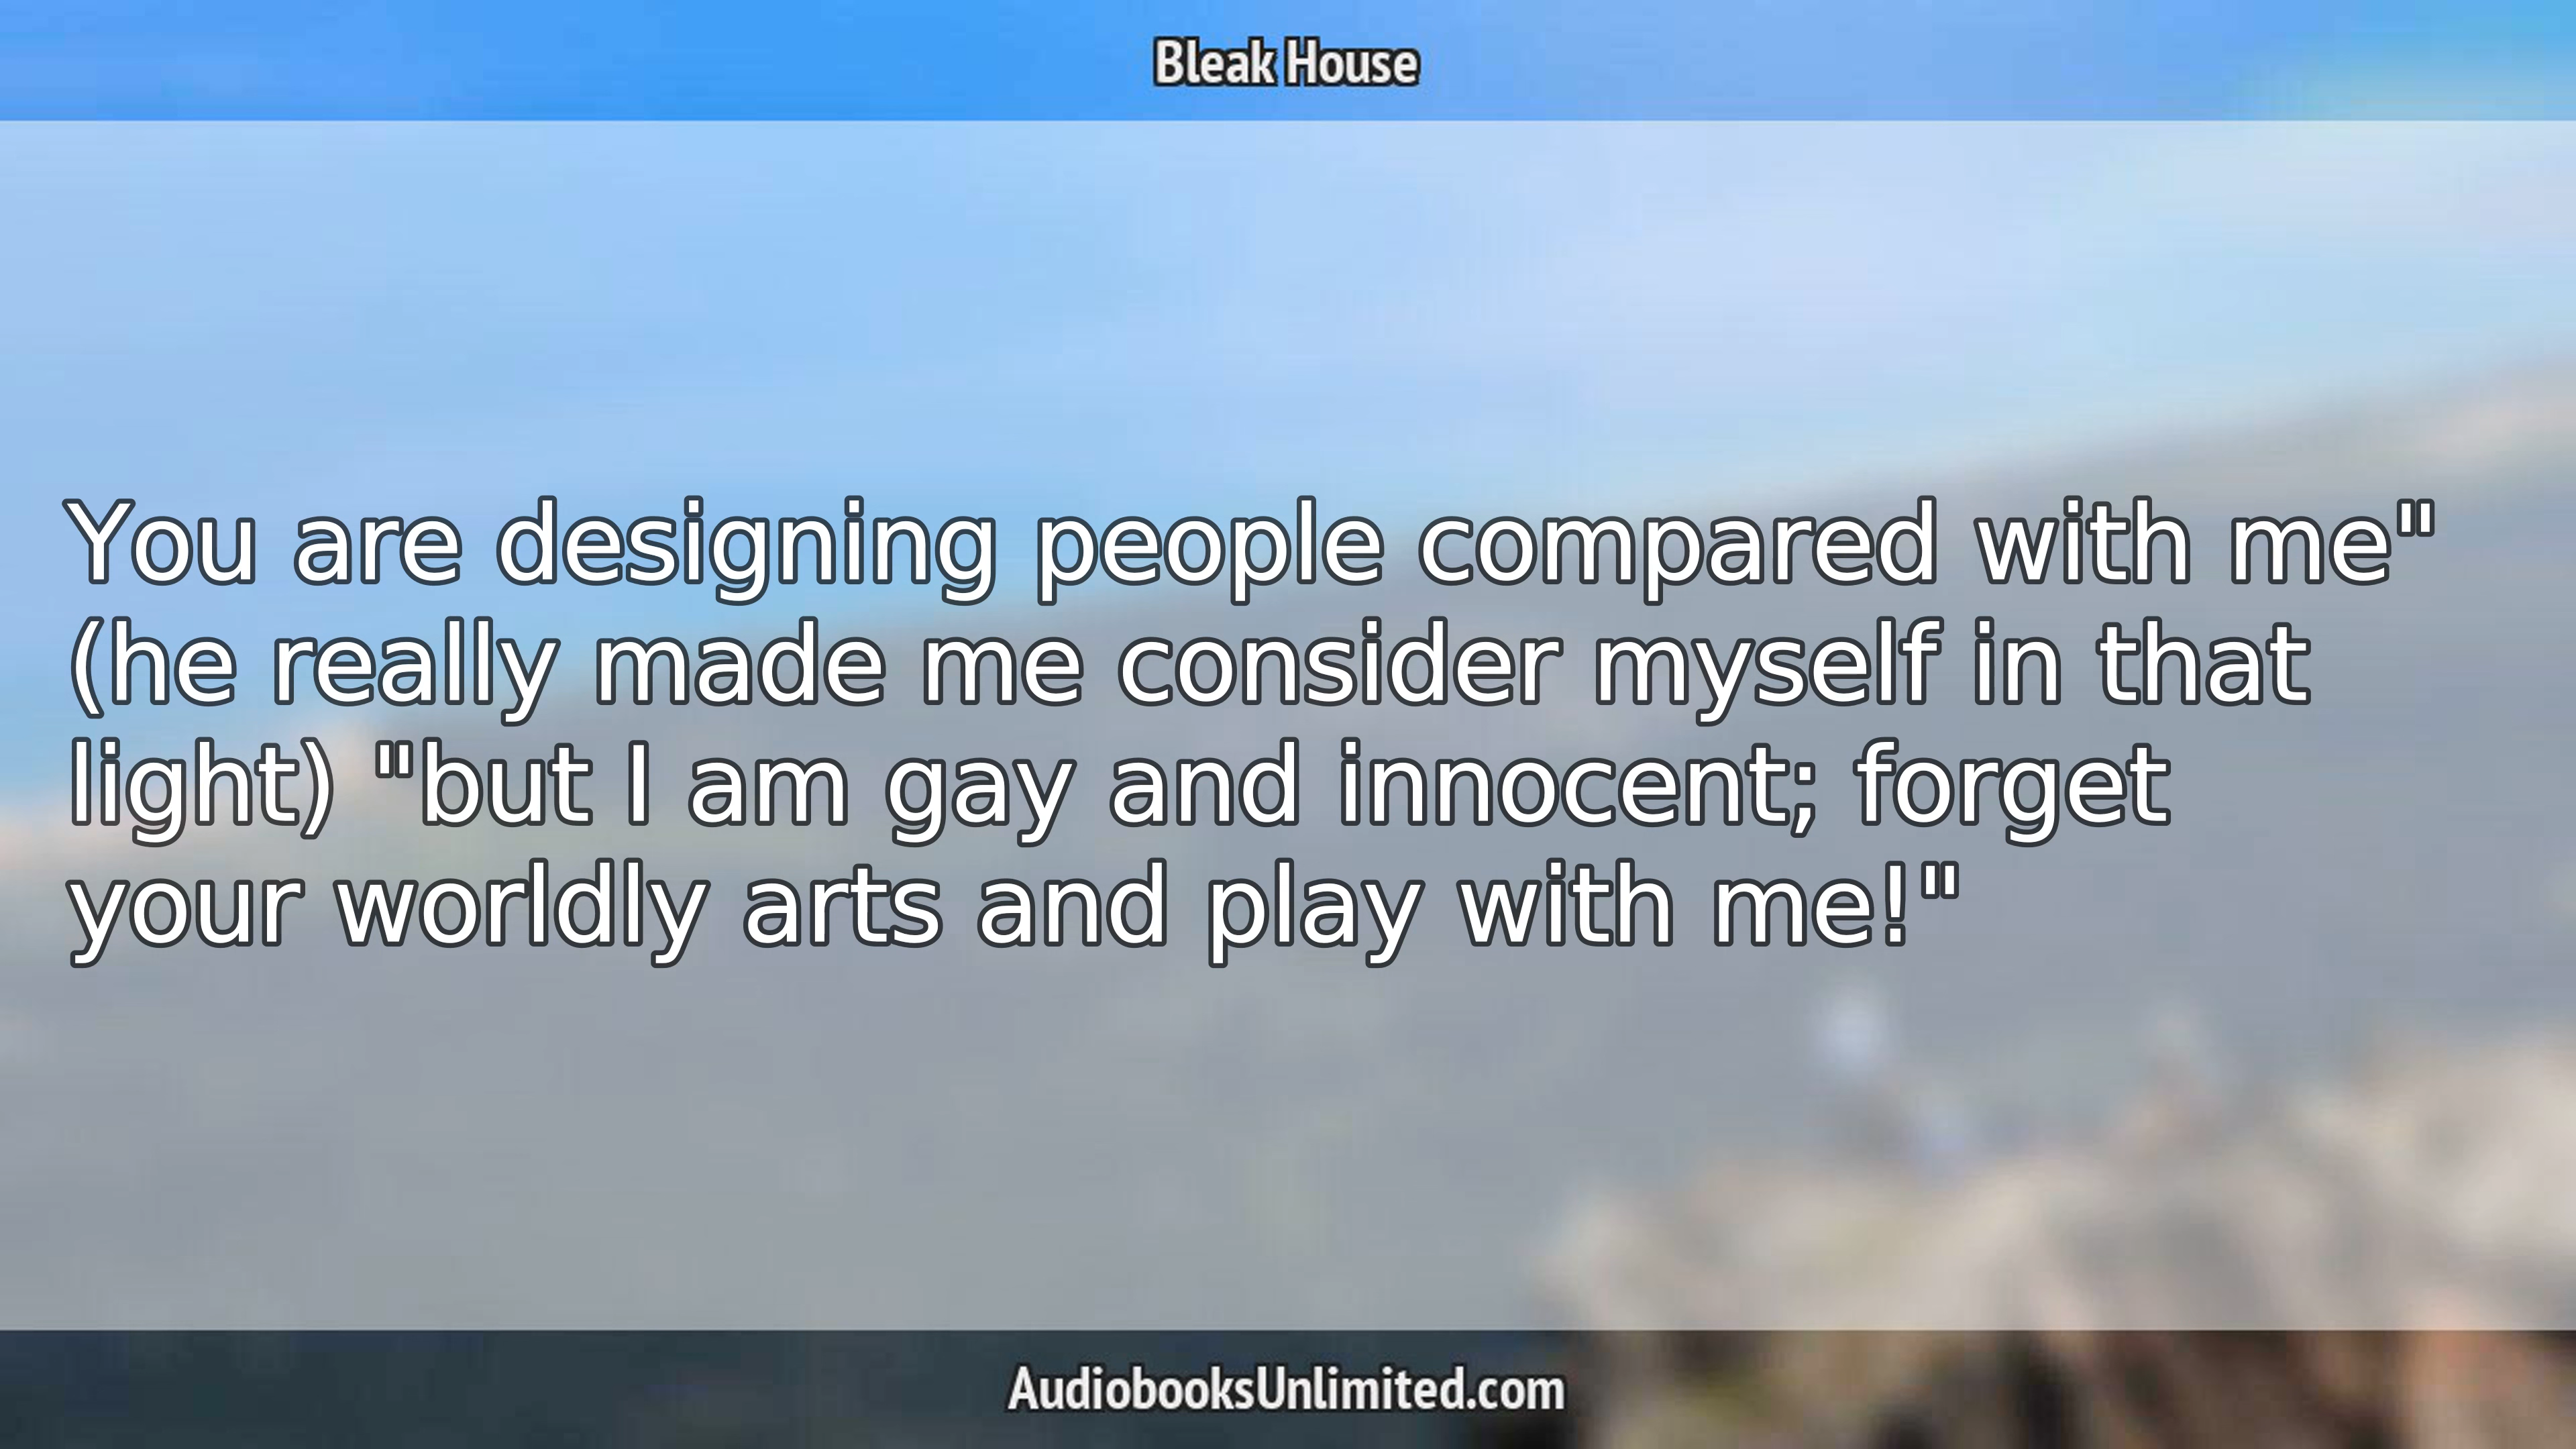 Bleak House
You are designing people compared with me"
(he really made me consider myself in that
light) "but I am gay and innocent; forget
your worldly arts and play with me!"
AudiobooksUnlimited.com